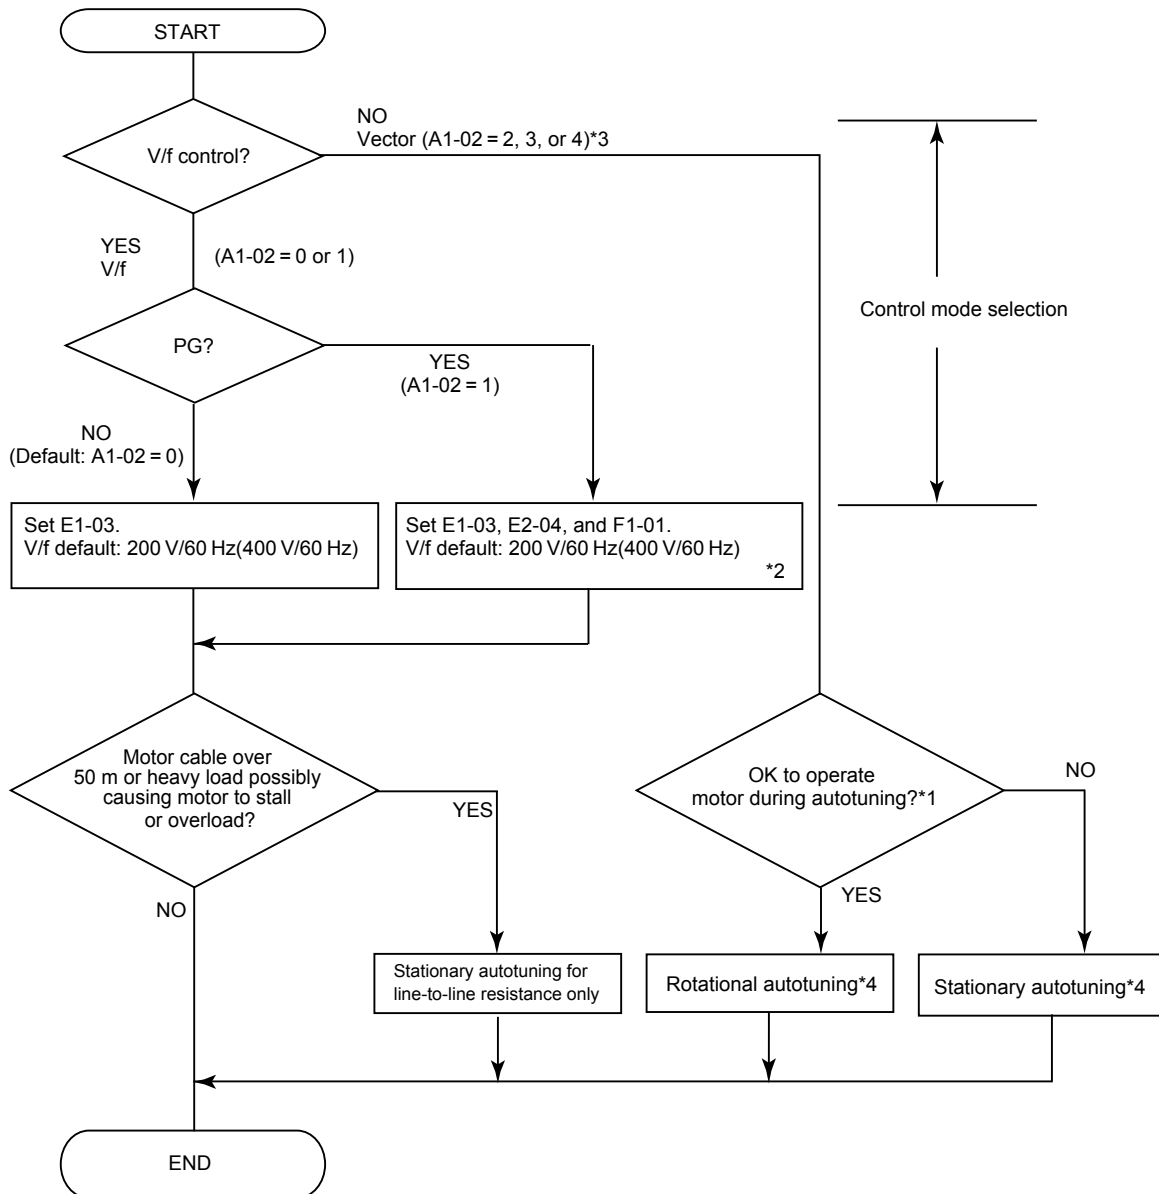 START
NO
Vector (A1-02 = 2, 3, or 4)*3
V/f control?
YES
V/f
(A1-02 = 0 or 1)
Control mode selection
PG?
YES
(A1-02 = 1)
NO
(Default: A1-02 = 0)
Set E1-03.
V/f default: 200 V/60 Hz(400 V/60 Hz)
Set E1-03, E2-04, and F1-01.
V/f default: 200 V/60 Hz(400 V/60 Hz)
*2
Motor cable over
50 m or heavy load possibly
causing motor to stall
or overload?
YES
OK to operate
motor during autotuning?*1
NO
NO
YES
Stationary autotuning for
line-to-line resistance only
Rotational autotuning*4
Stationary autotuning*4
END